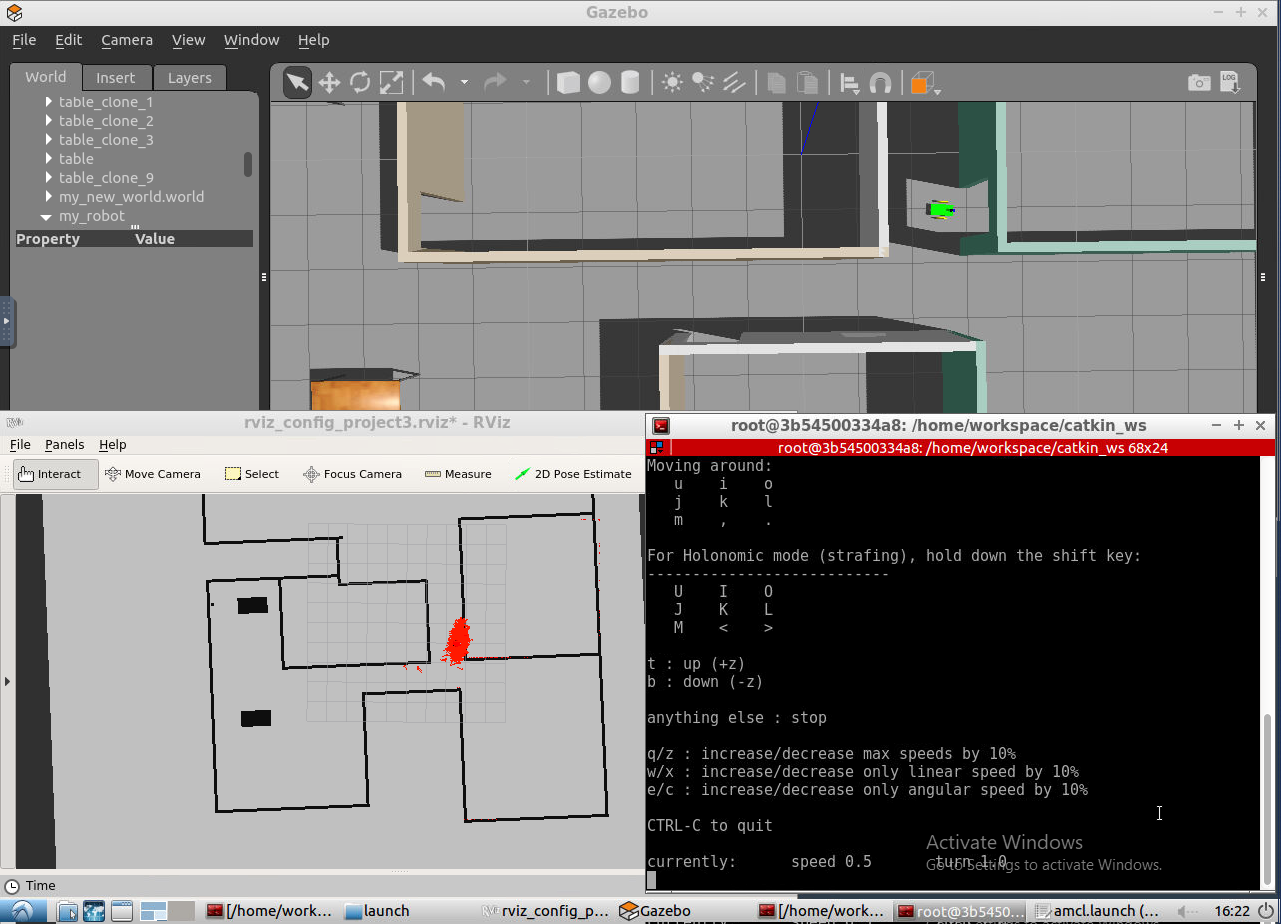 Gazebo
File Edit Camera View Window Help
World Insert Layers
table_clone_1
table_clone_2
table_clone_3
table
table_clone_9
my_new_world.world
my_robot
Property Value
LOG
rviz_config_project3.rviz* - RViz
File Panels Help
Interact Move Camera Select Focus Camera Measure 2D Pose Estimate
Time
root@3b54500334a8: /home/workspace/catkin_ws
root@3b54500334a8: /home/workspace/catkin_ws 68x24
Moving around:
u i o
j k l
m , .
For Holonomic mode (strafing), hold down the shift key:
---------------------------
U I O
J K L
M < >
t : up (+z)
b : down (-z)
anything else : stop
q/z : increase/decrease max speeds by 10%
w/x : increase/decrease only linear speed by 10%
e/c : increase/decrease only angular speed by 10%
CTRL-C to quit
currently: speed 0.5 turn 1.0
Activate Windows
Go to Settings to activate Windows.
[/home/work... launch rviz_config_p... Gazebo [/home/work... root@3b5450... amcl.launch (... 16:22